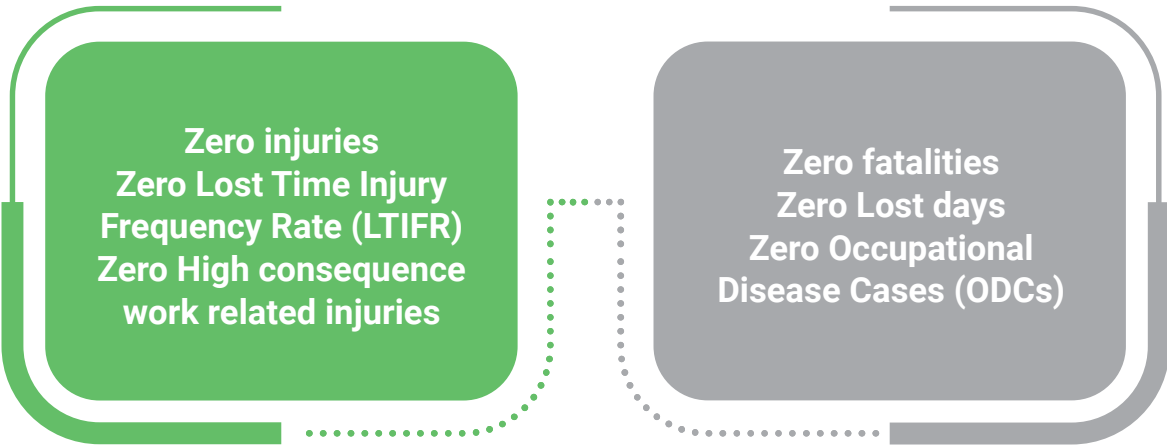 Zero injuries
Zero Lost Time Injury
Frequency Rate (LTIFR)
Zero High consequence
work related injuries
Zero fatalities
Zero Lost days
Zero Occupational
Disease Cases (ODCs)